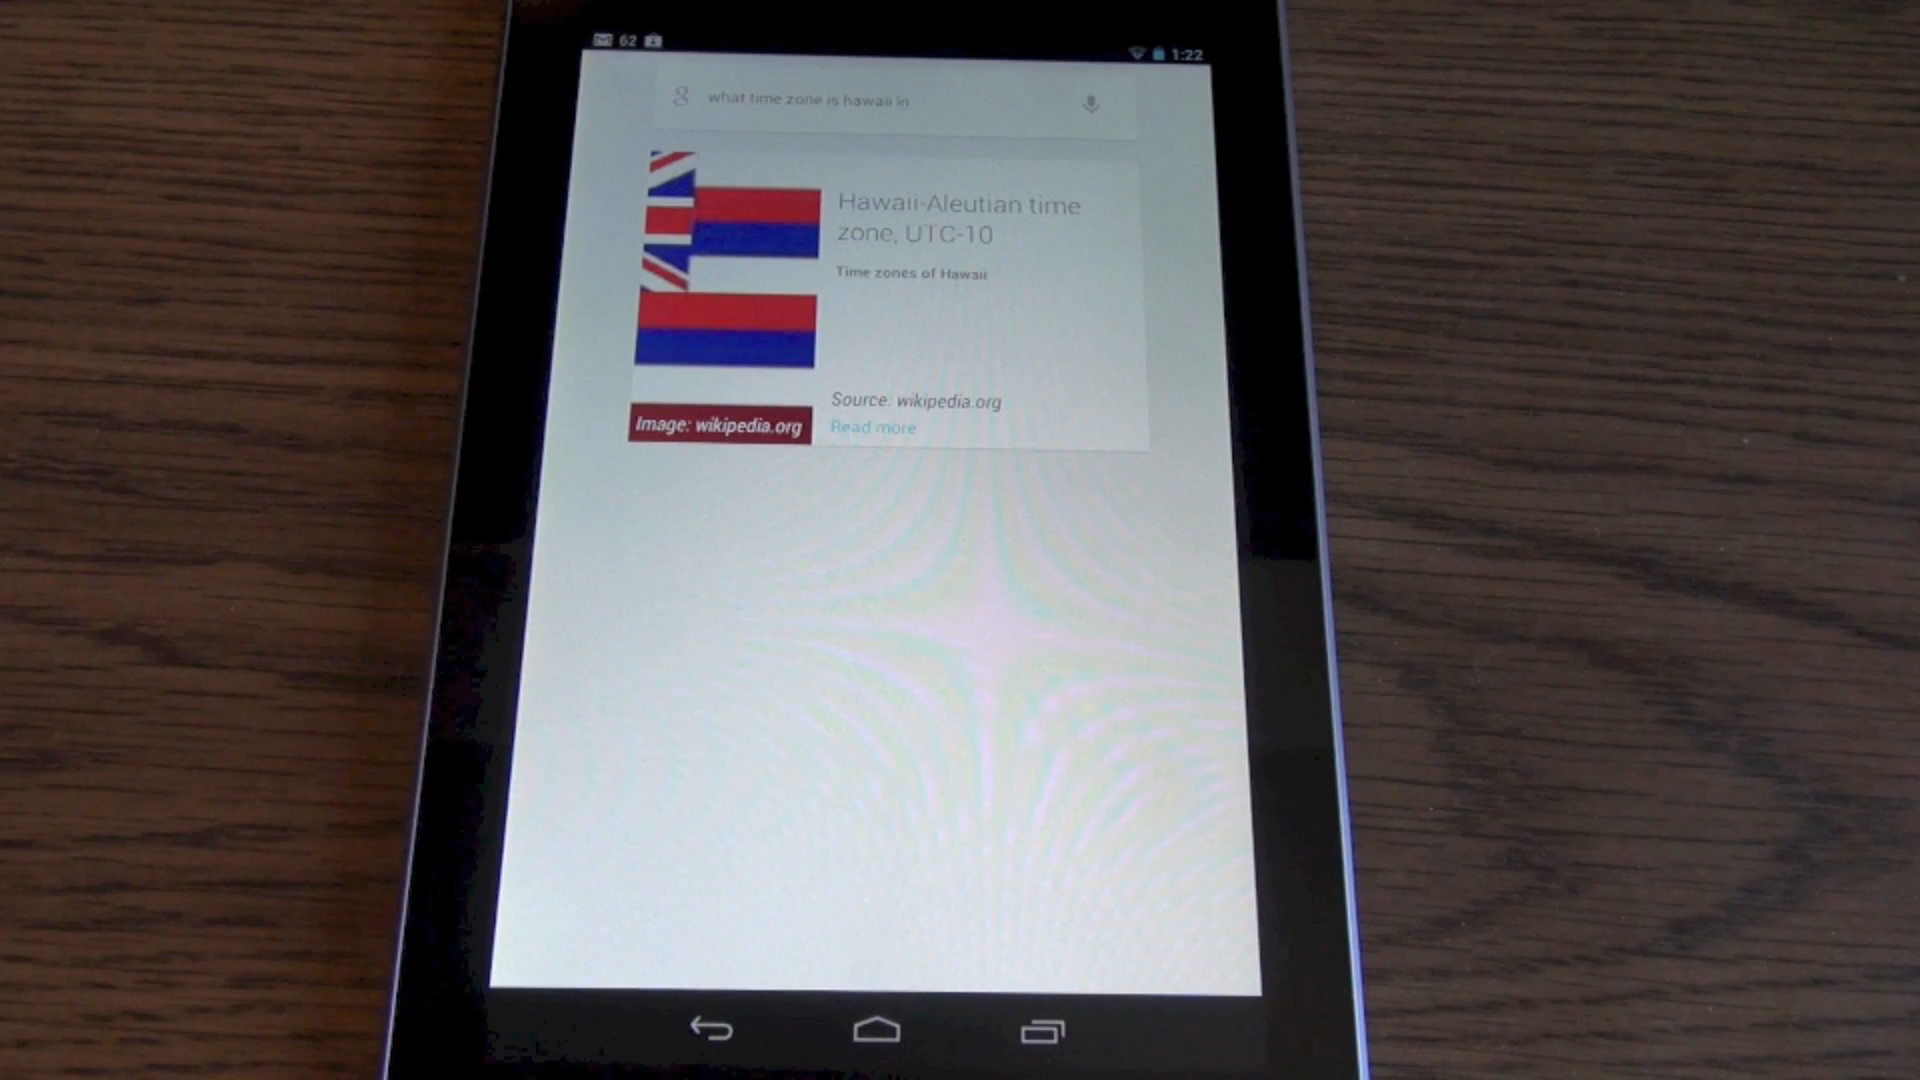 62
1:22
g what time zone is hawaii in
Hawaii-Aleutian time
zone, UTC-10
Time zones of Hawaii
Source: wikipedia.org
Image: wikipedia.org
Read more